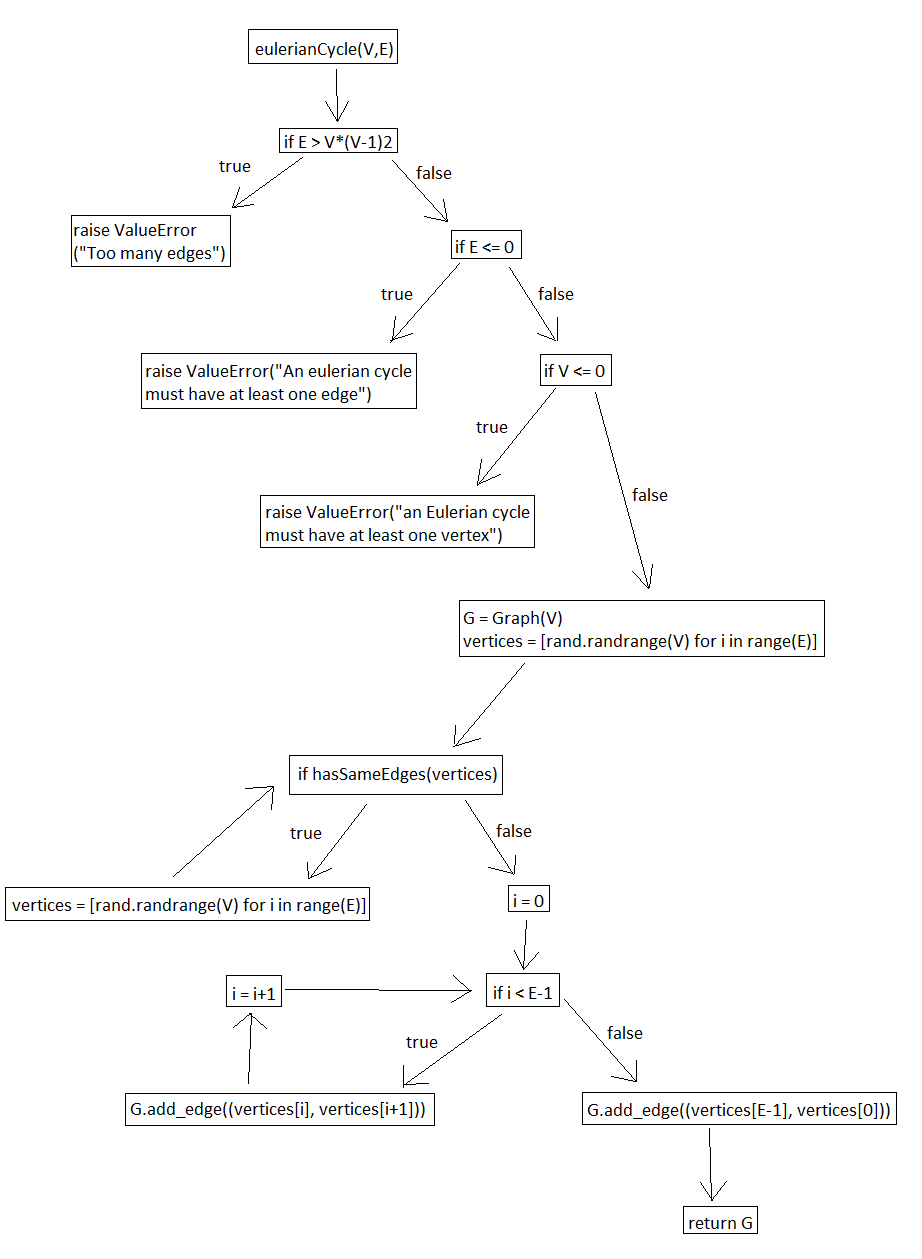 eulerianCycle(V,E)
if E > V*(V-1)2
true
false
raise ValueError
("Too many edges")
if E <= 0
true
false
raise ValueError("An eulerian cycle
must have at least one edge")
if V <= 0
true
false
raise ValueError("an Eulerian cycle
must have at least one vertex")
G = Graph(V)
vertices = [rand.randrange(V) for i in range(E)]
if hasSameEdges(vertices)
true
false
vertices = [rand.randrange(V) for i in range(E)]
i = 0
i = i+1
if i < E-1
true
false
G.add_edge((vertices[i], vertices[i+1]))
G.add_edge((vertices[E-1], vertices[0]))
return G